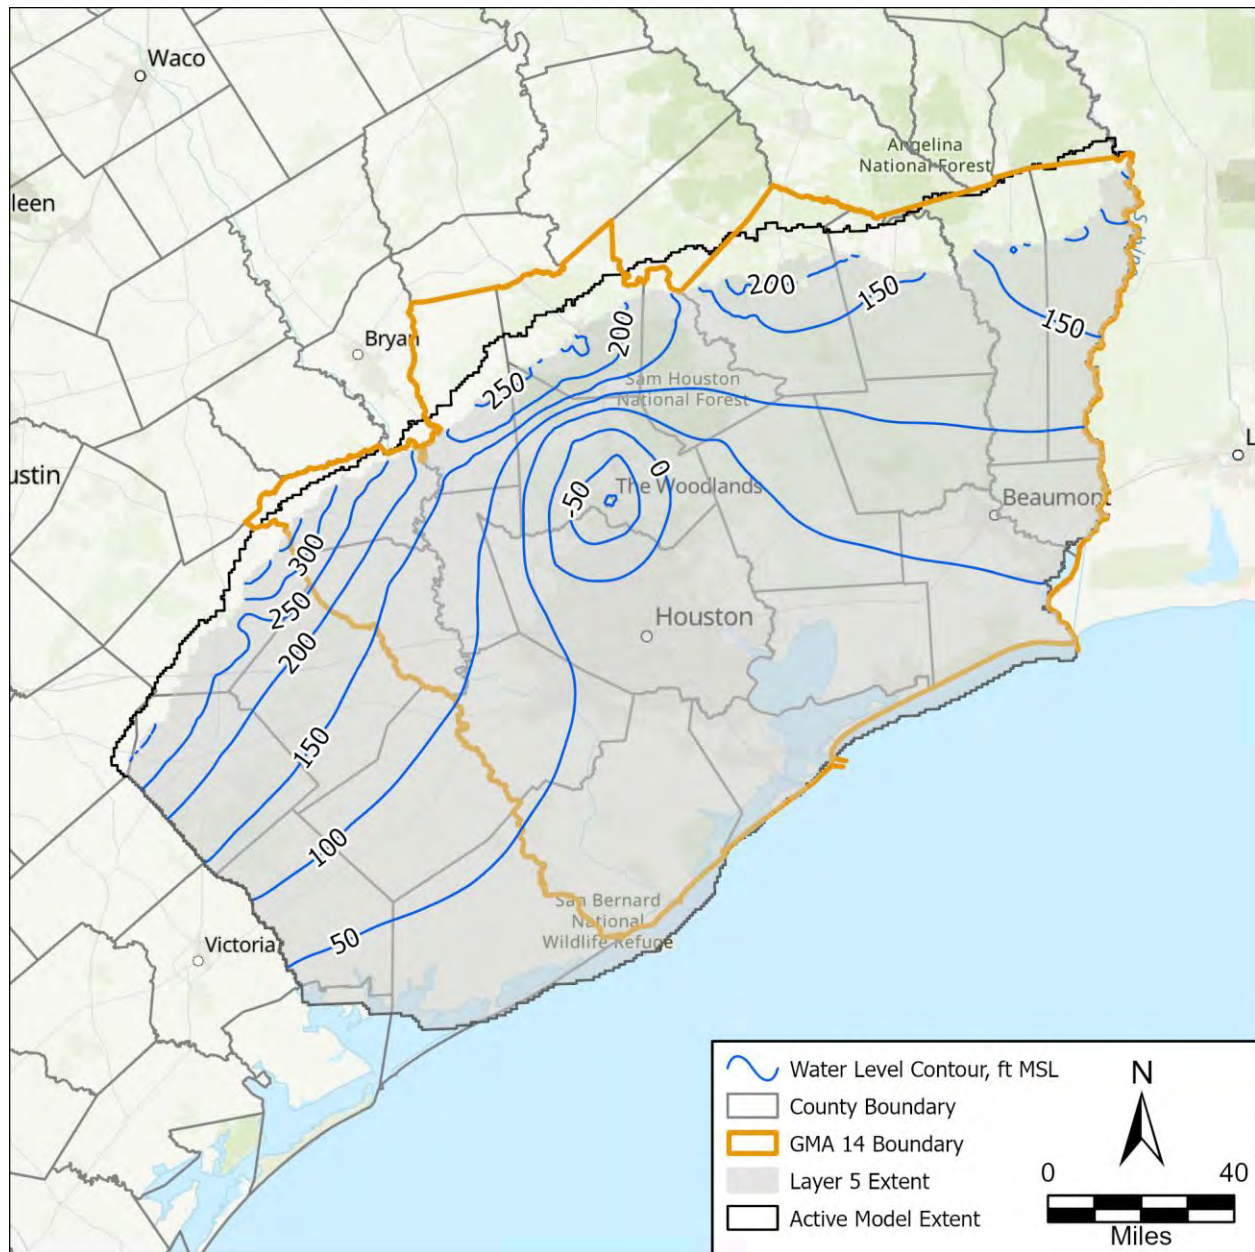 Waco
Angelina
National Forest
leen
Sabine
200
150
Bryan
200
150
250
Sam Houston
National Forest
ustin
0
-50
The Woodlands
L
Beaumont
300
250
200
Houston
150
100
San Bernard
National
Wildlife Refuge
50
Victoria
Water Level Contour, ft MSL
County Boundary
GMA 14 Boundary
Layer 5 Extent
Active Model Extent
N
0
40
Miles